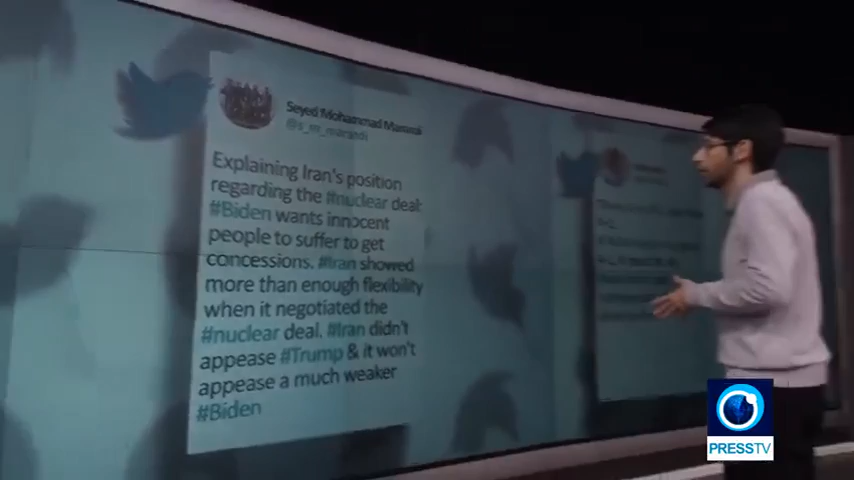 Seyed Mohammad Marandi
@s_m_marandi
Explaining Iran's position
regarding the #nuclear deal:
#Biden wants innocent
people to suffer to get
concessions. #Iran showed
more than enough flexibility
when it negotiated the
#nuclear deal. #Iran didn't
appease #Trump & it won't
appease a much weaker
#Biden
PRESSTV